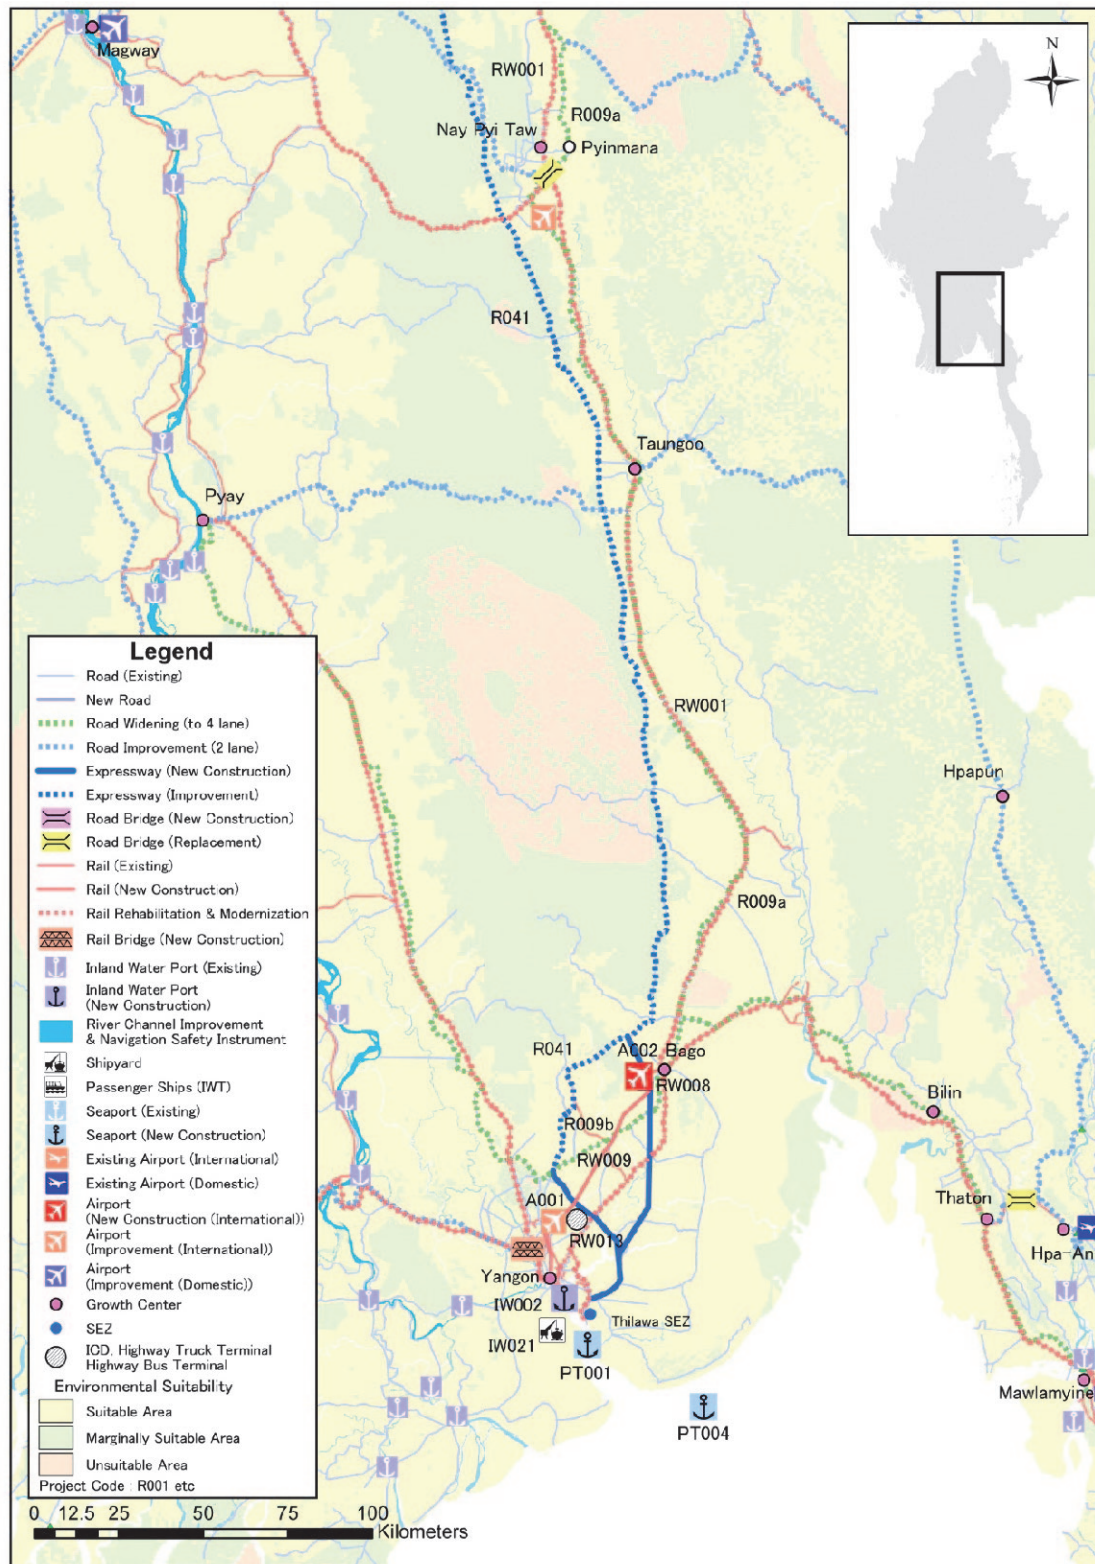 N
Magway
RW001
R009a
Nay Pyi Taw
Pyinmana
R041
Taungoo
Pyay
RW001
Hpapun
R009a
R041
A002 Bago
RW008
Bilin
R009b
RW009
A001
Thaton
RW013
Hpa-An
Yangon
IW002
Thilawa SEZ
IW021
PT001
Mawlamyine
PT004
Legend
Road (Existing)
New Road
Road Widening (to 4 lane)
Road Improvement (2 lane)
Expressway (New Construction)
Expressway (Improvement)
Road Bridge (New Construction)
Road Bridge (Replacement)
Rail (Existing)
Rail (New Construction)
Rail Rehabilitation & Modernization
Rail Bridge (New Construction)
Inland Water Port (Existing)
Inland Water Port
(New Construction)
River Channel Improvement
& Navigation Safety Instrument
Shipyard
Passenger Ships (IWT)
Seaport (Existing)
Seaport (New Construction)
Existing Airport (International)
Existing Airport (Domestic)
Airport
(New Construction (International))
Airport
(Improvement (International))
Airport
(Improvement (Domestic))
Growth Center
SEZ
ICD, Highway Truck Terminal
Highway Bus Terminal
Environmental Suitability
Suitable Area
Marginally Suitable Area
Unsuitable Area
Project Code : R001 etc
0 12.5 25 50 75 100
Kilometers